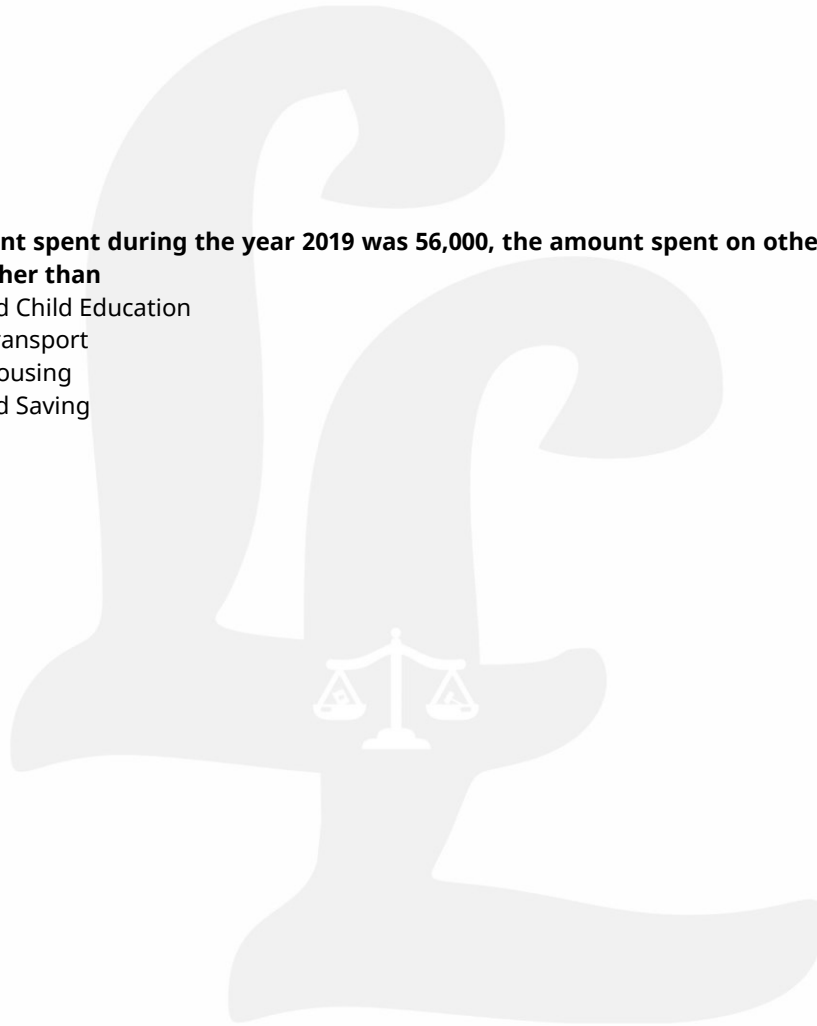 nt spent during the year 2019 was 56,000, the amount spent on othe
her than
d Child Education
ansport
ousing
d Saving